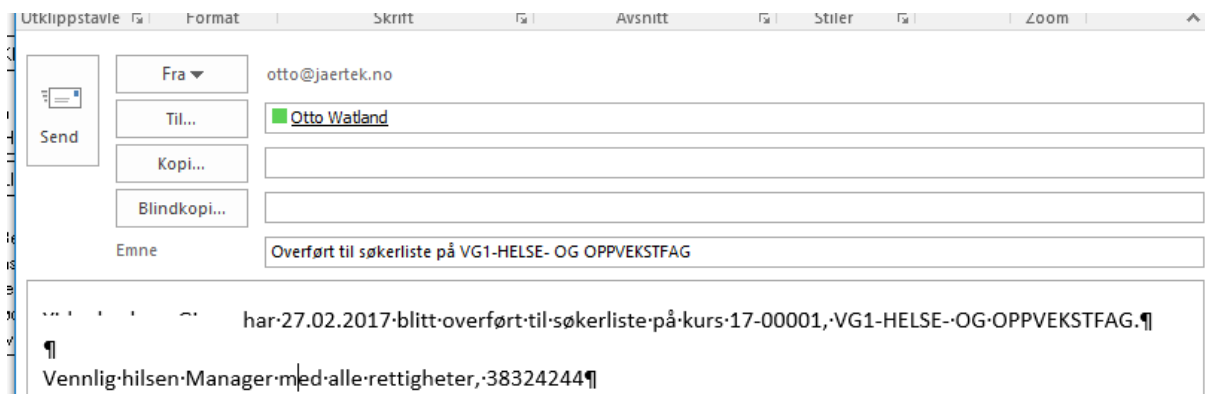 Utklippstavle Format Skrift Avsnitt Stiler Zoom
Fra
otto@jaertek.no
Send
Til...
Otto Watland
Kopi...
Blindkopi...
Emne
Overført til søkerliste på VG1-HELSE- OG OPPVEKSTFAG
har·27.02.2017·blitt·overført·til·søkerliste·på·kurs·17-00001,·VG1-HELSE-·OG·OPPVEKSTFAG.¶
¶
Vennlig·hilsen·Manager·med·alle·rettigheter,·38324244¶